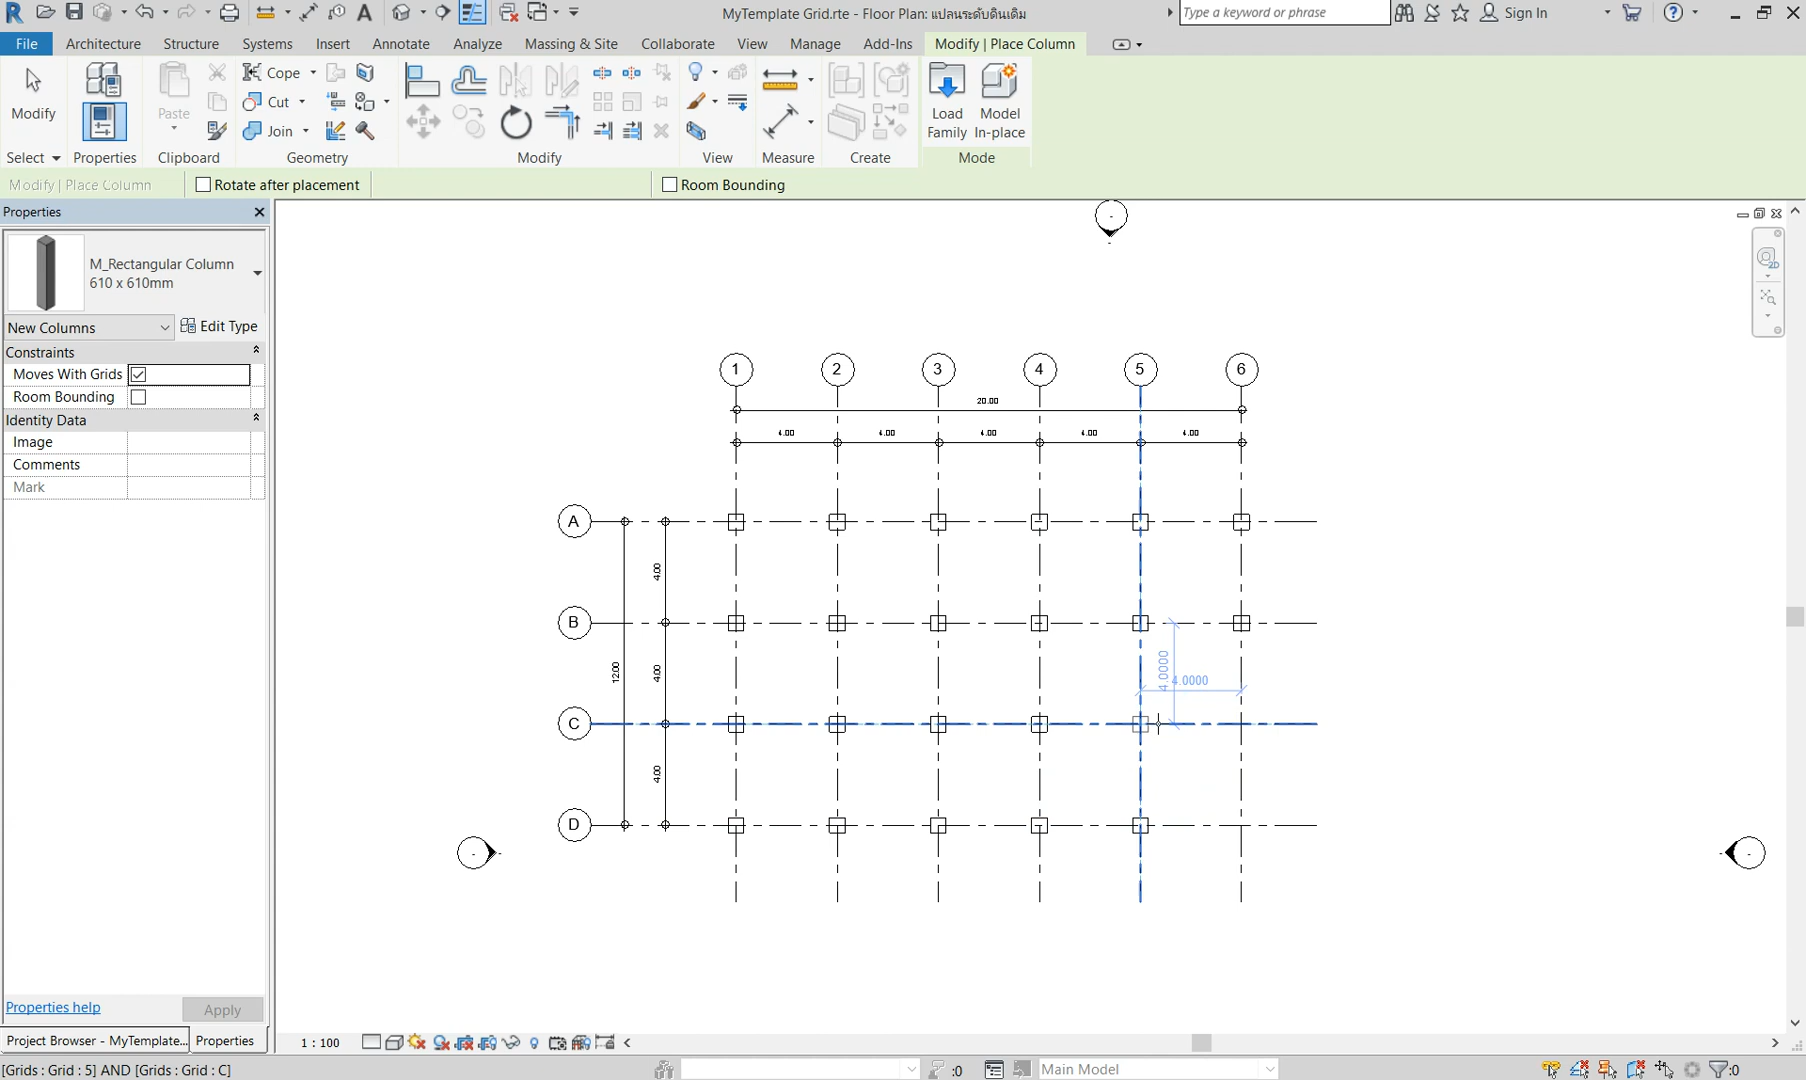 MyTemplate Grid.rte - Floor Plan: แปลนระดับดินเดิม
Type a keyword or phrase
Sign In
File Architecture Structure Systems Insert Annotate Analyze Massing & Site Collaborate View Manage Add-Ins Modify | Place Column
Modify
Paste
Cope
Cut
Join
Load Family
Model In-place
Select Properties Clipboard Geometry Modify View Measure Create Mode
Modify | Place Column
Rotate after placement
Room Bounding
Properties
M_Rectangular Column
610 x 610mm
New Columns
Edit Type
Constraints
Moves With Grids
Room Bounding
Identity Data
Image
Comments
Mark
Properties help
Apply
Project Browser - MyTemplate...
Properties
1 2 3 4 5 6
20.00
4.00 4.00 4.00 4.00 4.00
A
B
C
D
12.00
4.00
4.00
4.00
4.0000
4.0000
2D
1 : 100
[Grids : Grid : 5] AND [Grids : Grid : C]
:0
Main Model
:0